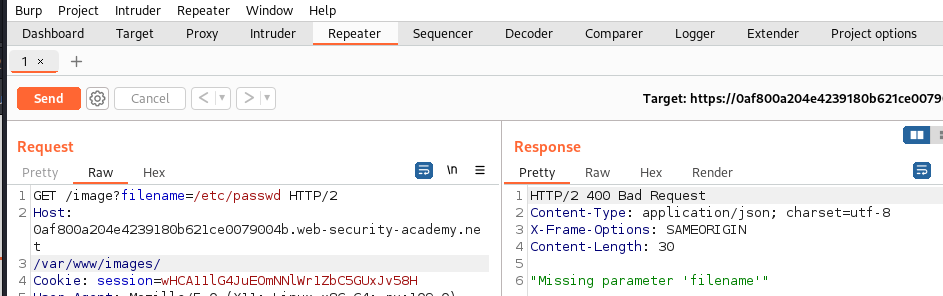 Burp Project Intruder Repeater Window Help
Dashboard Target Proxy Intruder Repeater Sequencer Decoder Comparer Logger Extender Project options
1 ×
Send Cancel < >
Target: https://0af800a204e4239180b621ce0079
Request
Pretty Raw Hex
\n
1 GET /image?filename=/etc/passwd HTTP/2
2 Host:
0af800a204e4239180b621ce0079004b.web-security-academy.ne
t
3 /var/www/images/
4 Cookie: session=wHCA11lG4JuEOmNNlWr1ZbC5GUxJv58H
Response
Pretty Raw Hex Render
1 HTTP/2 400 Bad Request
2 Content-Type: application/json; charset=utf-8
3 X-Frame-Options: SAMEORIGIN
4 Content-Length: 30
5
6 "Missing parameter 'filename'"